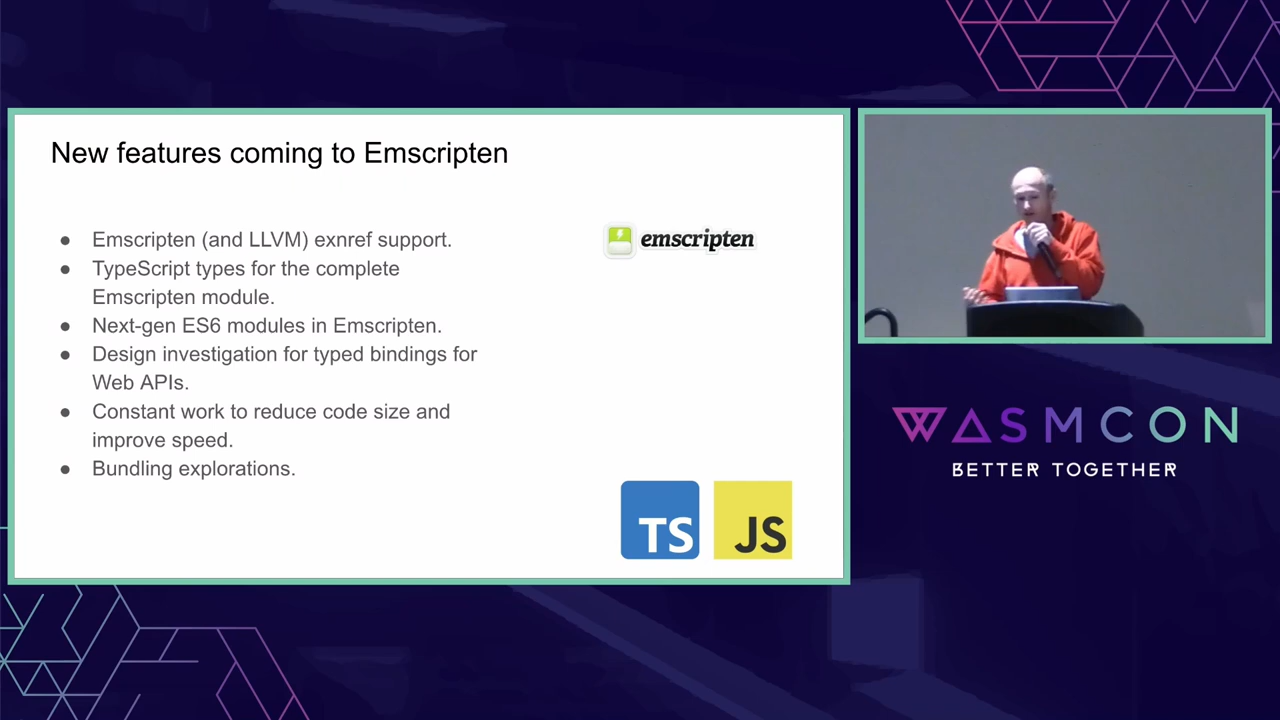 New features coming to Emscripten
● Emscripten (and LLVM) exnref support.
● TypeScript types for the complete
Emscripten module.
● Next-gen ES6 modules in Emscripten.
● Design investigation for typed bindings for
Web APIs.
● Constant work to reduce code size and
improve speed.
● Bundling explorations.
emscripten
TS
JS
WASMCON
BETTER TOGETHER